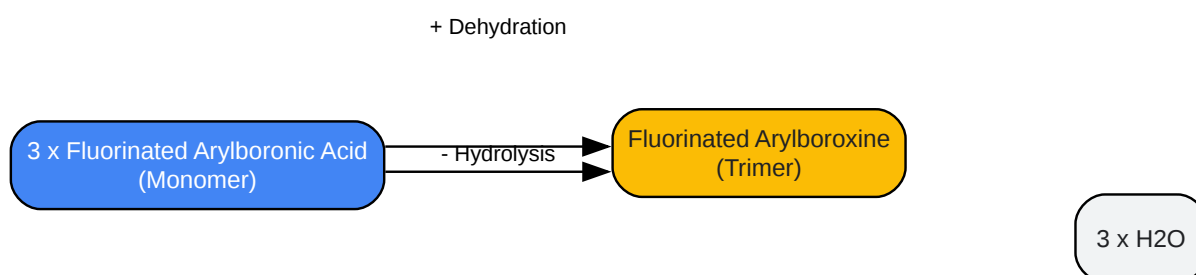 + Dehydration
3 x Fluorinated Arylboronic Acid
(Monomer)
- Hydrolysis
Fluorinated Arylboroxine
(Trimer)
3 x H2O